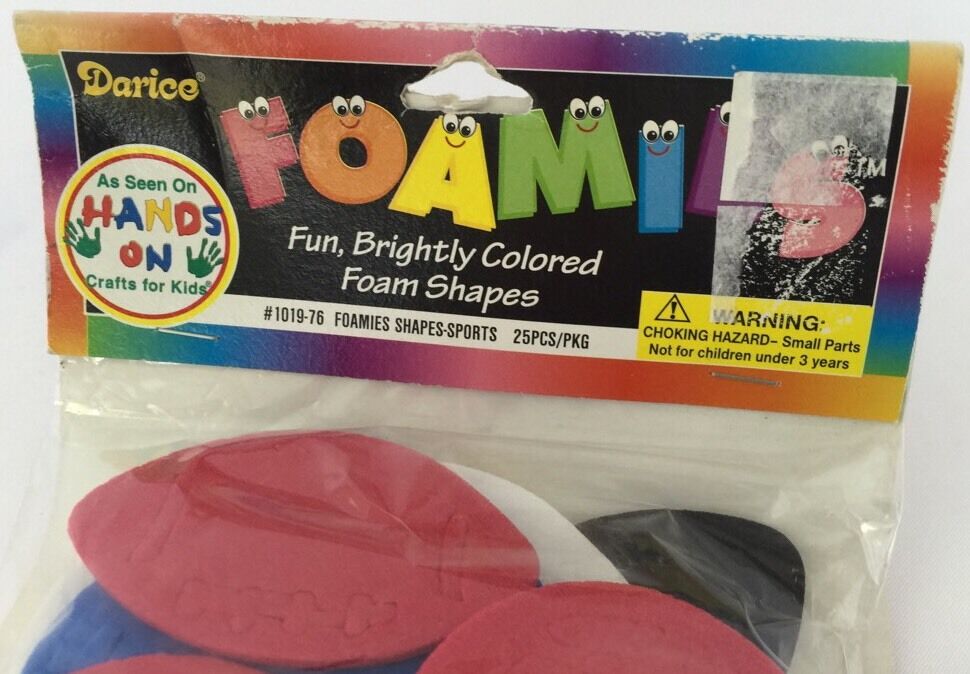 Darice®
FOAMIES™
As Seen On
HANDS
ON
Crafts for Kids®
Fun, Brightly Colored
Foam Shapes
#1019-76 FOAMIES SHAPES-SPORTS 25PCS/PKG
WARNING:
CHOKING HAZARD– Small Parts
Not for children under 3 years